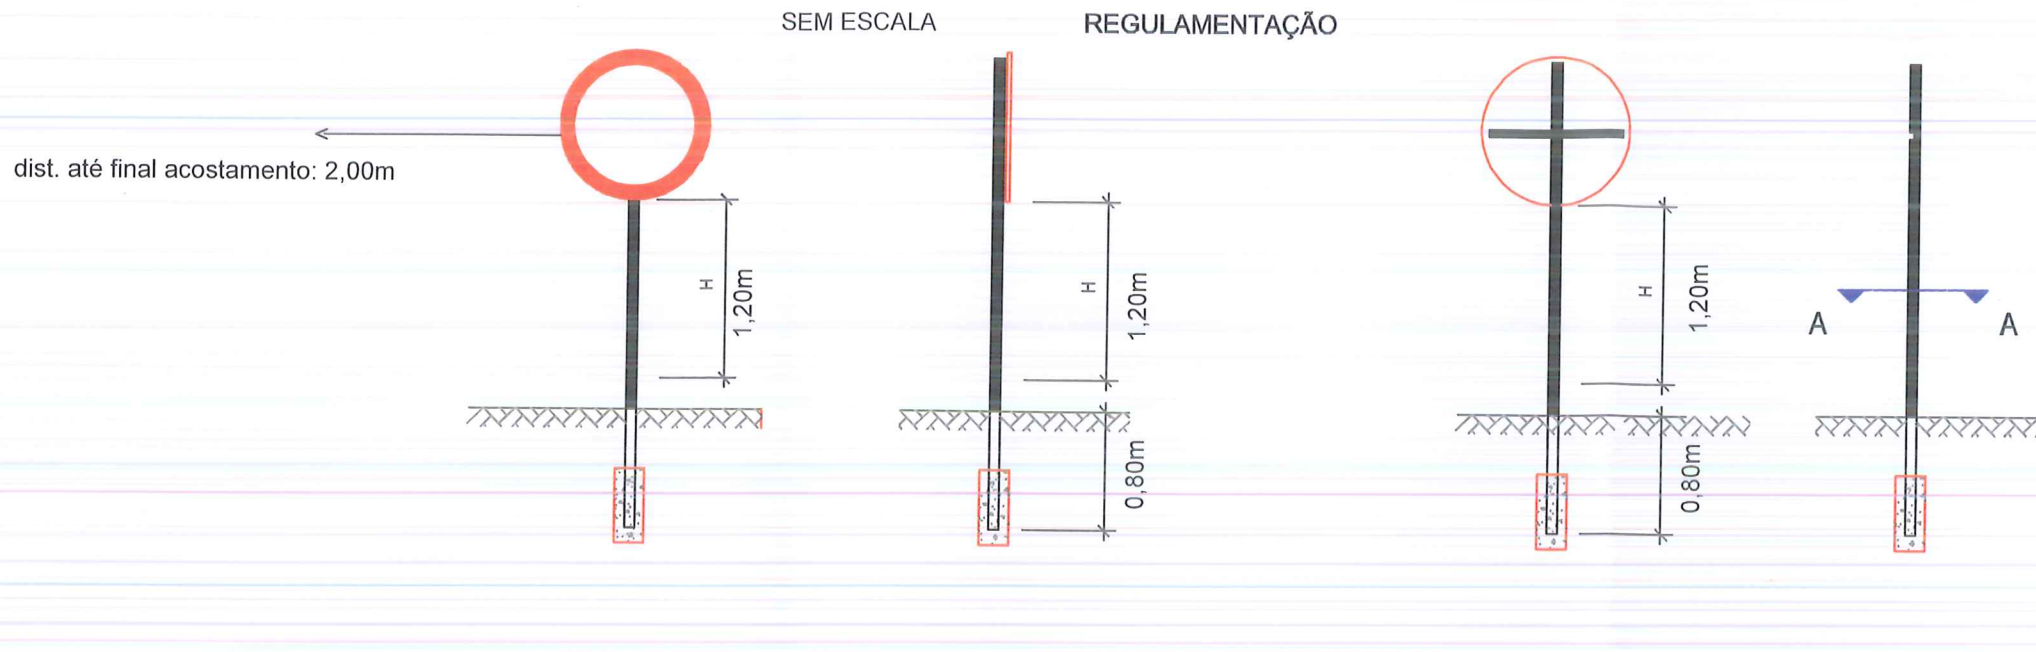 SEM ESCALA
REGULAMENTAÇÃO
dist. até final acostamento: 2,00m
H
1,20m
H
1,20m
0,80m
H
1,20m
0,80m
A
A